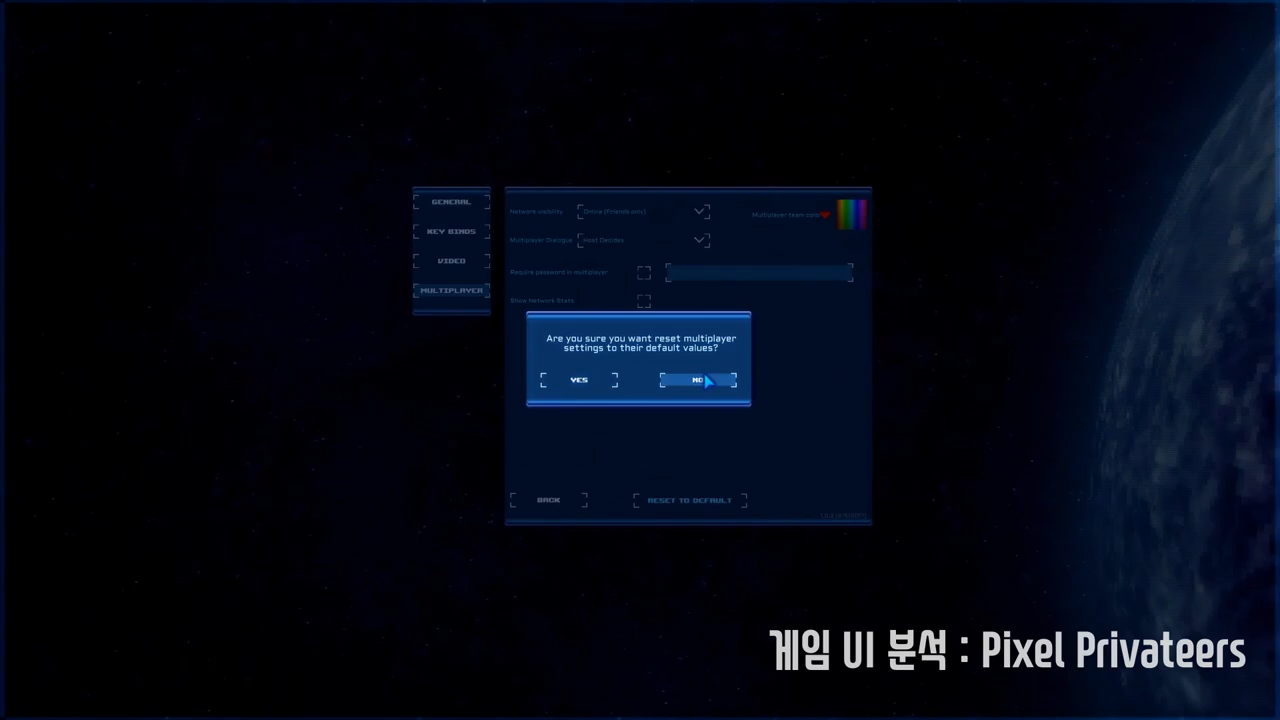 GENERAL
KEY BINDS
VIDEO
MULTIPLAYER
Network visibility
Online (Friends only)
Multiplayer team color
Multiplayer Dialogue
Host Decides
Require password in multiplayer
Show Network Stats
Are you sure you want reset multiplayer
settings to their default values?
YES
NO
BACK
RESET TO DEFAULT
게임 UI 분석 : Pixel Privateers